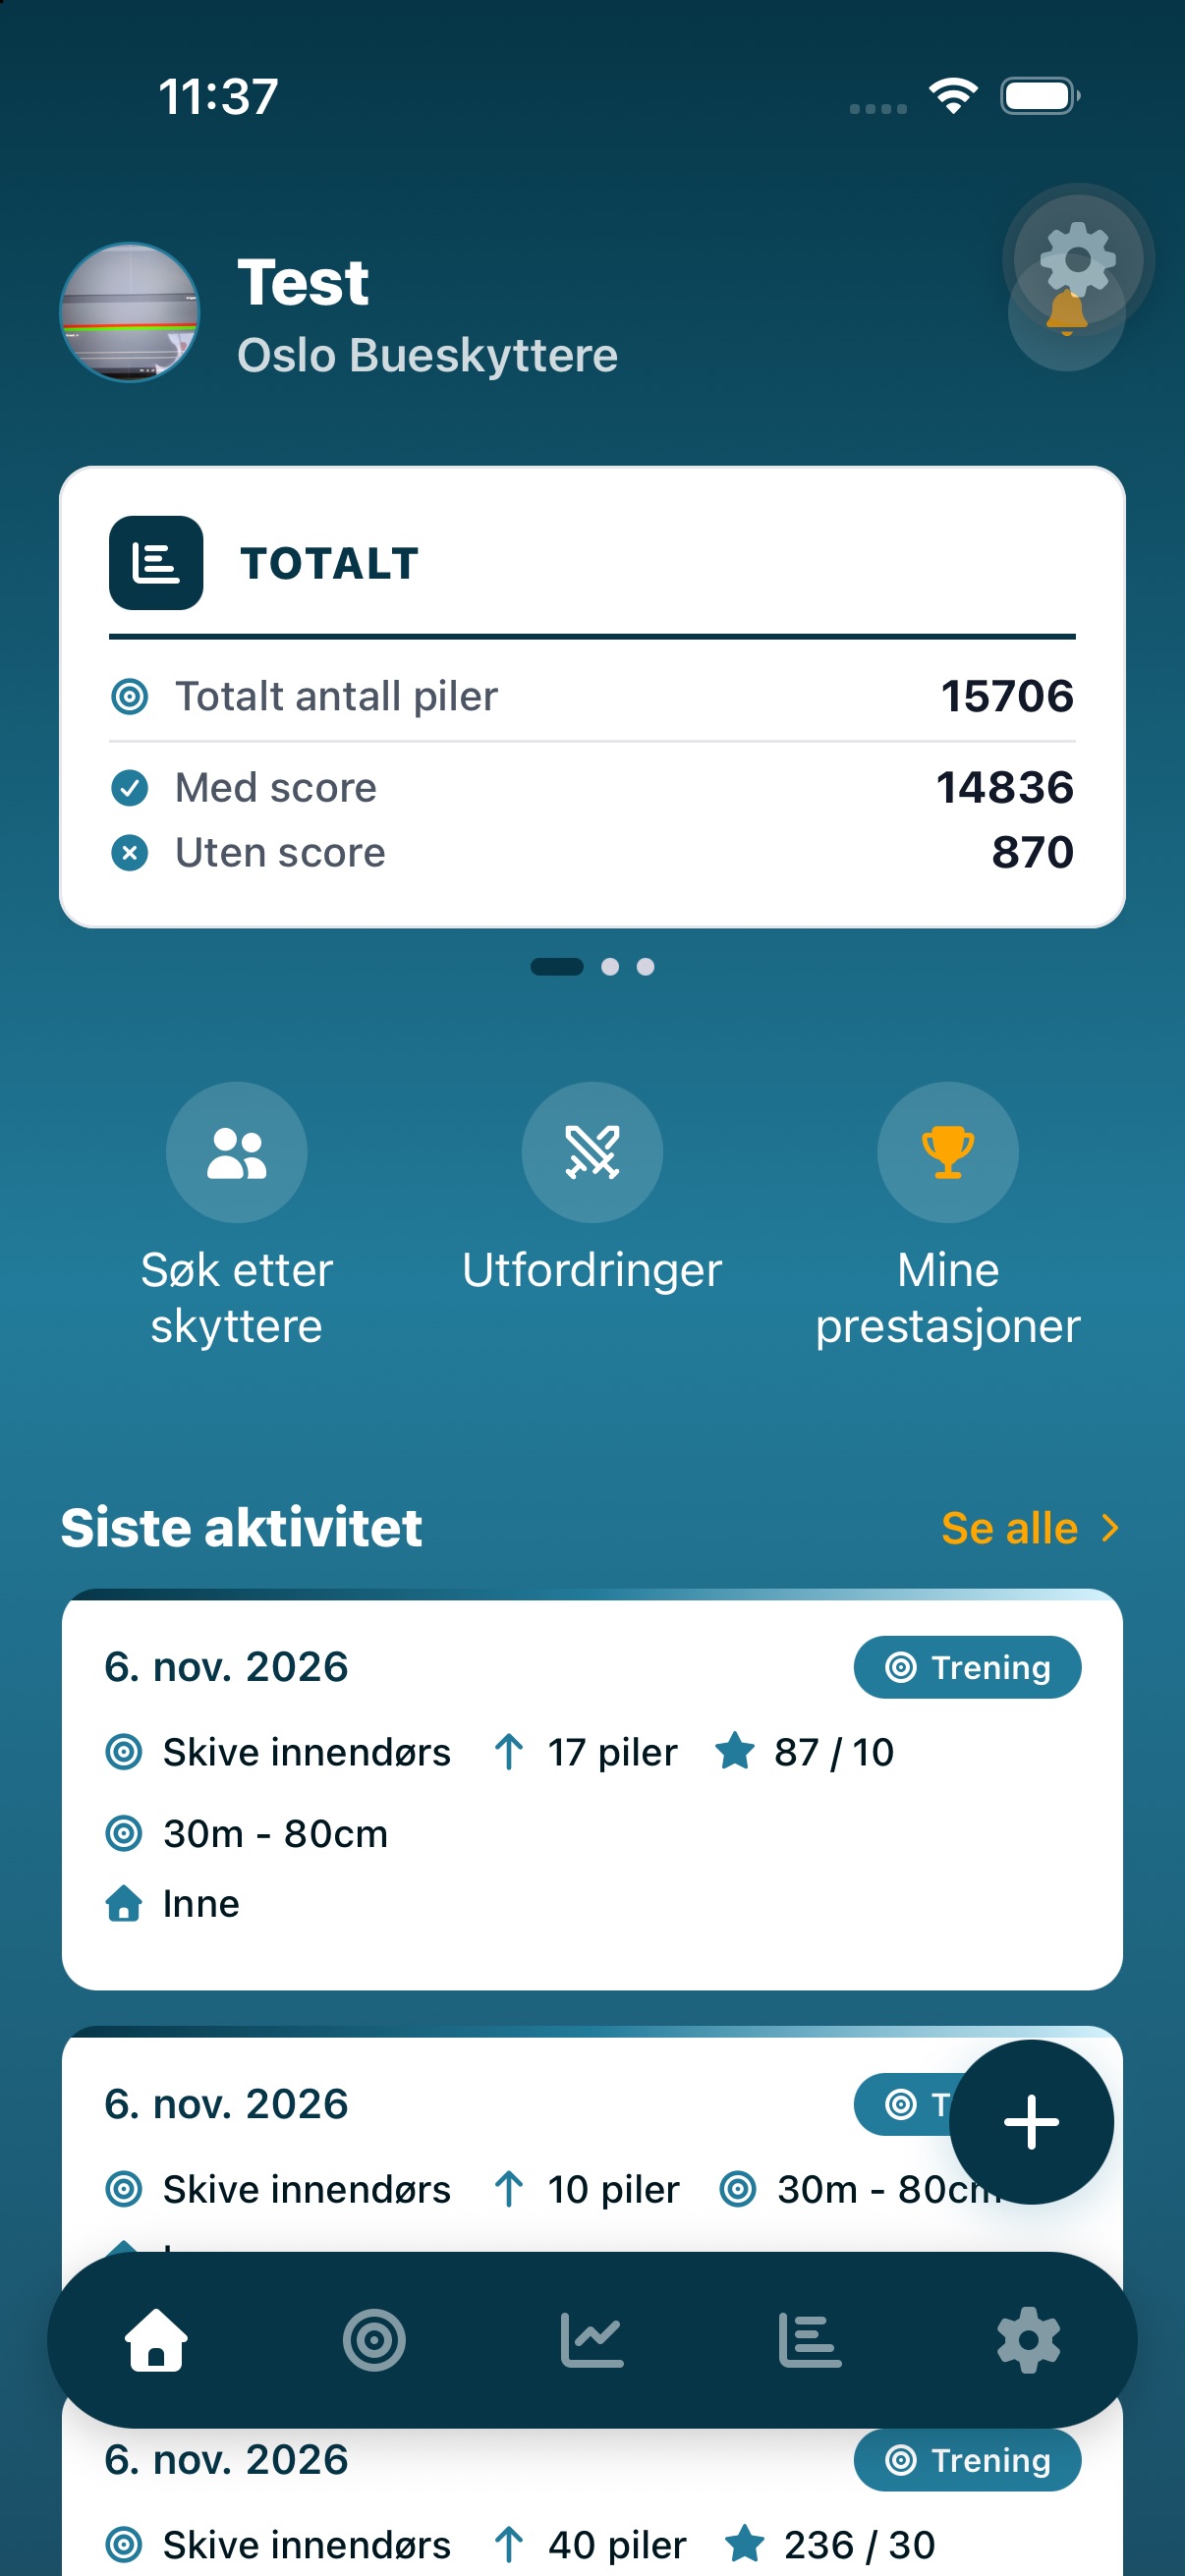 11:37
Test
Oslo Bueskyttere
TOTALT
Totalt antall piler 15706
Med score 14836
Uten score 870
Søk etter skyttere
Utfordringer
Mine prestasjoner
Siste aktivitet Se alle
6. nov. 2026 Trening
Skive innendørs 17 piler 87 / 10
30m - 80cm
Inne
6. nov. 2026
Skive innendørs 10 piler 30m - 80cm
6. nov. 2026 Trening
Skive innendørs 40 piler 236 / 30